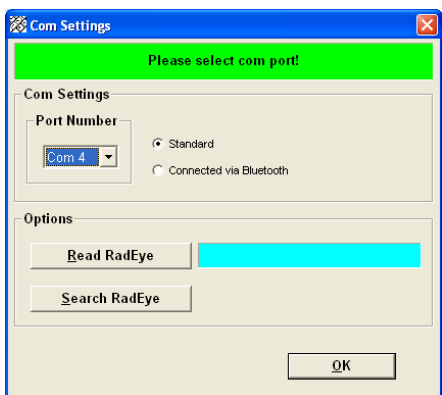 Com Settings
Please select com port!
Com Settings
Port Number
Com 4
Standard
Connected via Bluetooth
Options
Read RadEye
Search RadEye
OK